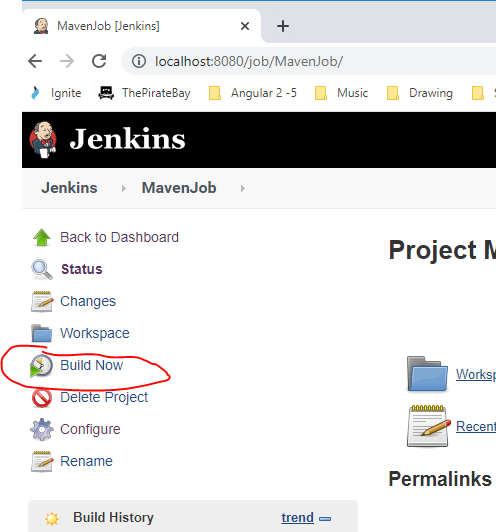 MavenJob [Jenkins]
localhost:8080/job/MavenJob/
Ignite ThePirateBay Angular 2 -5 Music Drawing
Jenkins
Jenkins MavenJob
Back to Dashboard
Project
Status
Changes
Workspace
Build Now
Delete Project
Configure
Rename
Recent
Permalinks
Build History trend